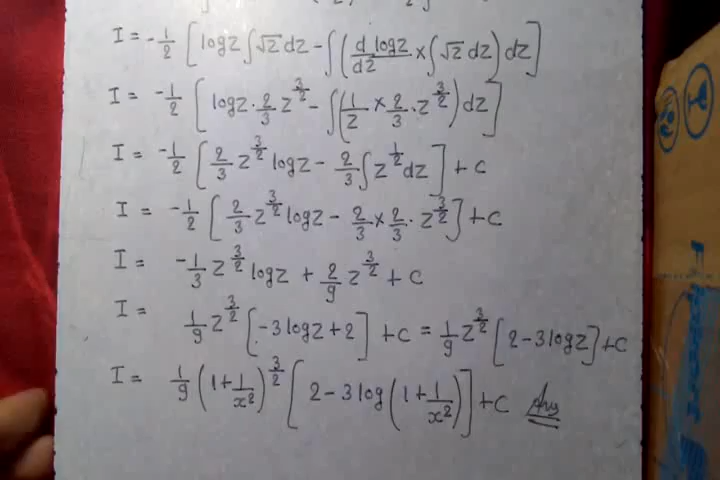 I = -1/2 [ log z ∫ √z dz - ∫ ( d log z/dz × ∫ √z dz ) dz ]
I = -1/2 [ log z · 2/3 z^(3/2) - ∫ ( 1/z × 2/3 · z^(3/2) ) dz ]
I = -1/2 [ 2/3 z^(3/2) log z - 2/3 ∫ z^(1/2) dz ] + C
I = -1/2 [ 2/3 z^(3/2) log z - 2/3 × 2/3 · z^(3/2) ] + C
I = -1/3 z^(3/2) log z + 2/9 z^(3/2) + C
I = 1/9 z^(3/2) [ -3 log z + 2 ] + C = 1/9 z^(3/2) [ 2 - 3 log z ] + C
I = 1/9 ( 1 + 1/x² )^(3/2) [ 2 - 3 log ( 1 + 1/x² ) ] + C Ans